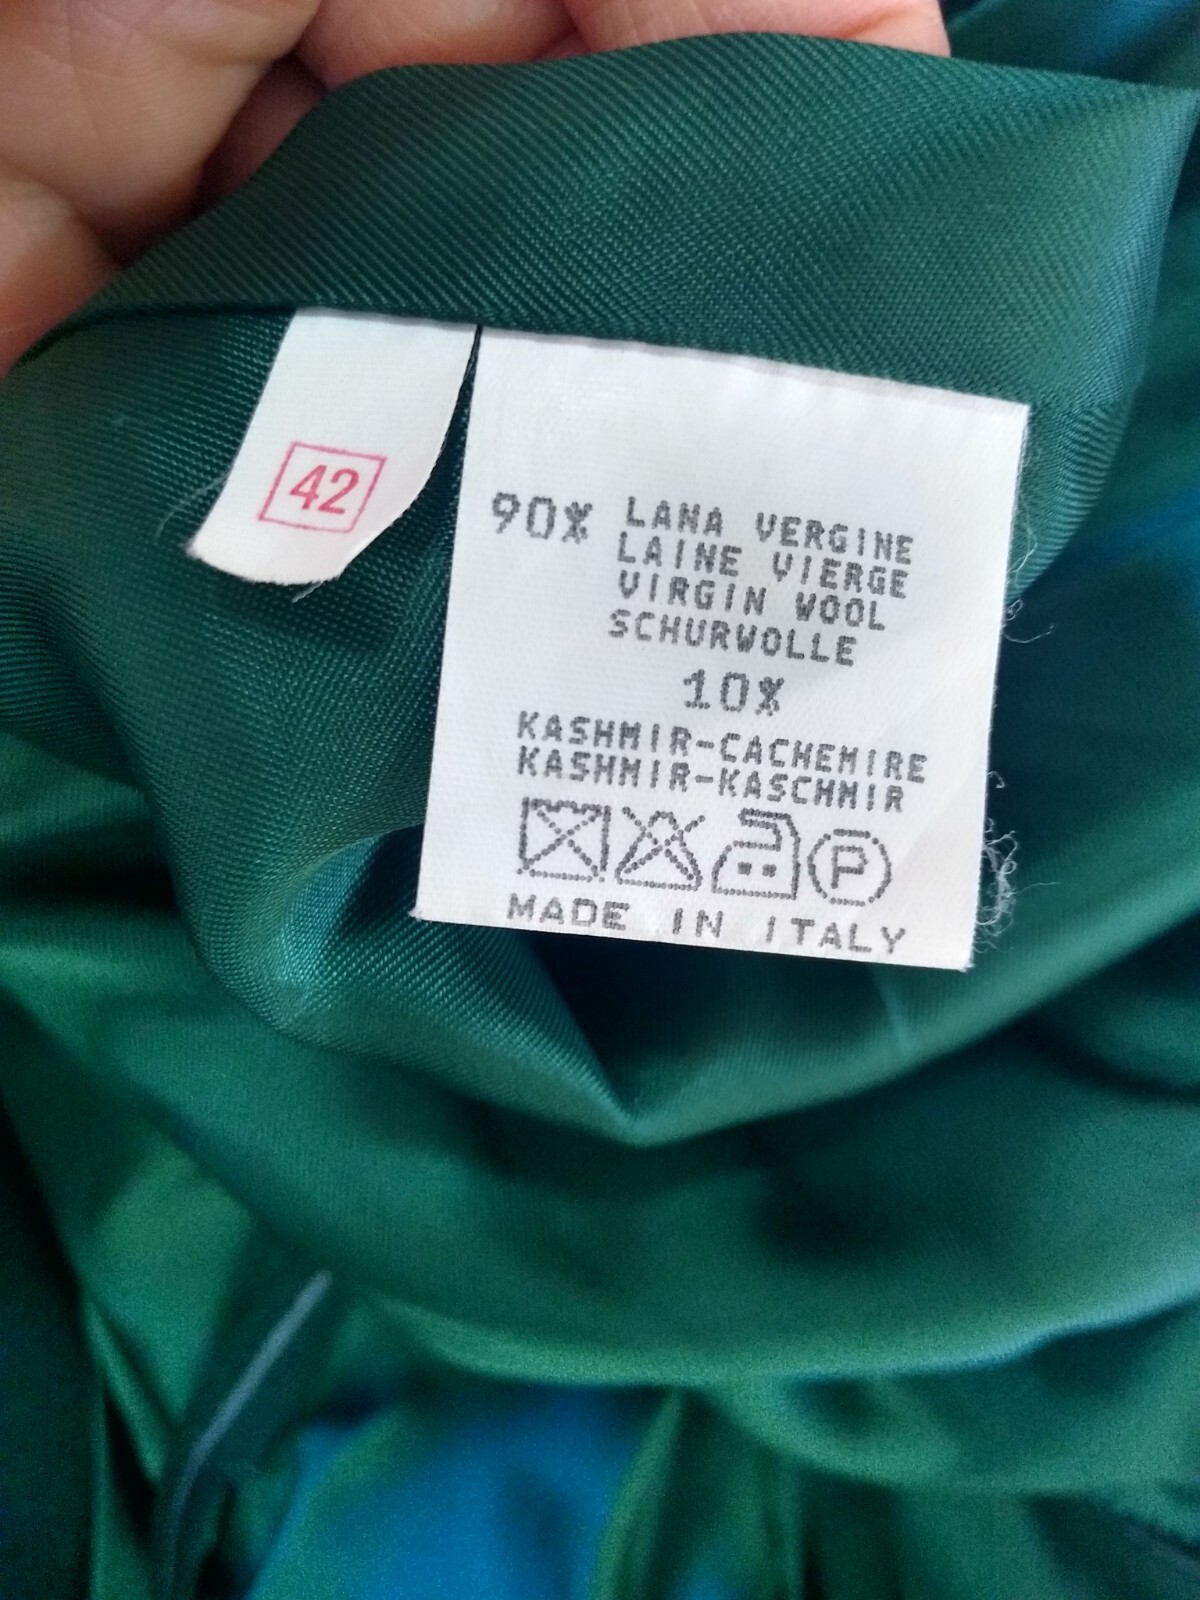 42
90% LANA VERGINE
LAINE VIERGE
VIRGIN WOOL
SCHURWOLLE
10%
KASHMIR-CACHEMIRE
KASHMIR-KASCHMIR
P
MADE IN ITALY